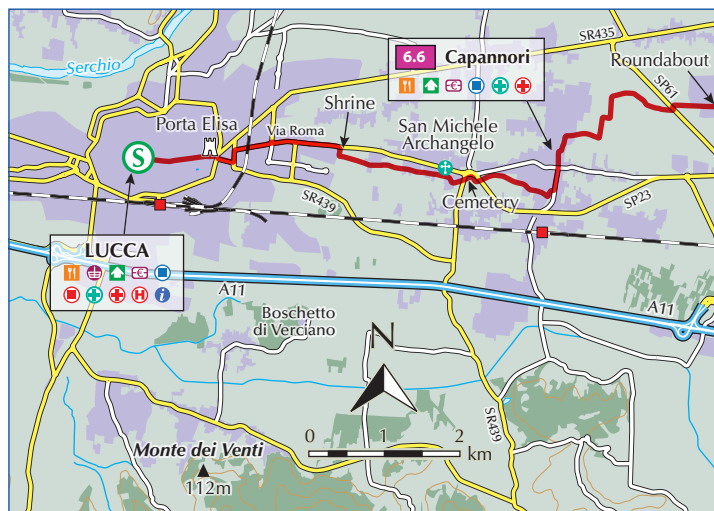 SR435
Serchio
6.6 Capannori
Roundabout
SP61
Shrine
Porta Elisa
Via Roma
San Michele
Archangelo
S
SR439
Cemetery
SP23
LUCCA
H i
A11
A11
Boschetto
di Verciano
N
SR439
Monte dei Venti
112m
0 1 2
km